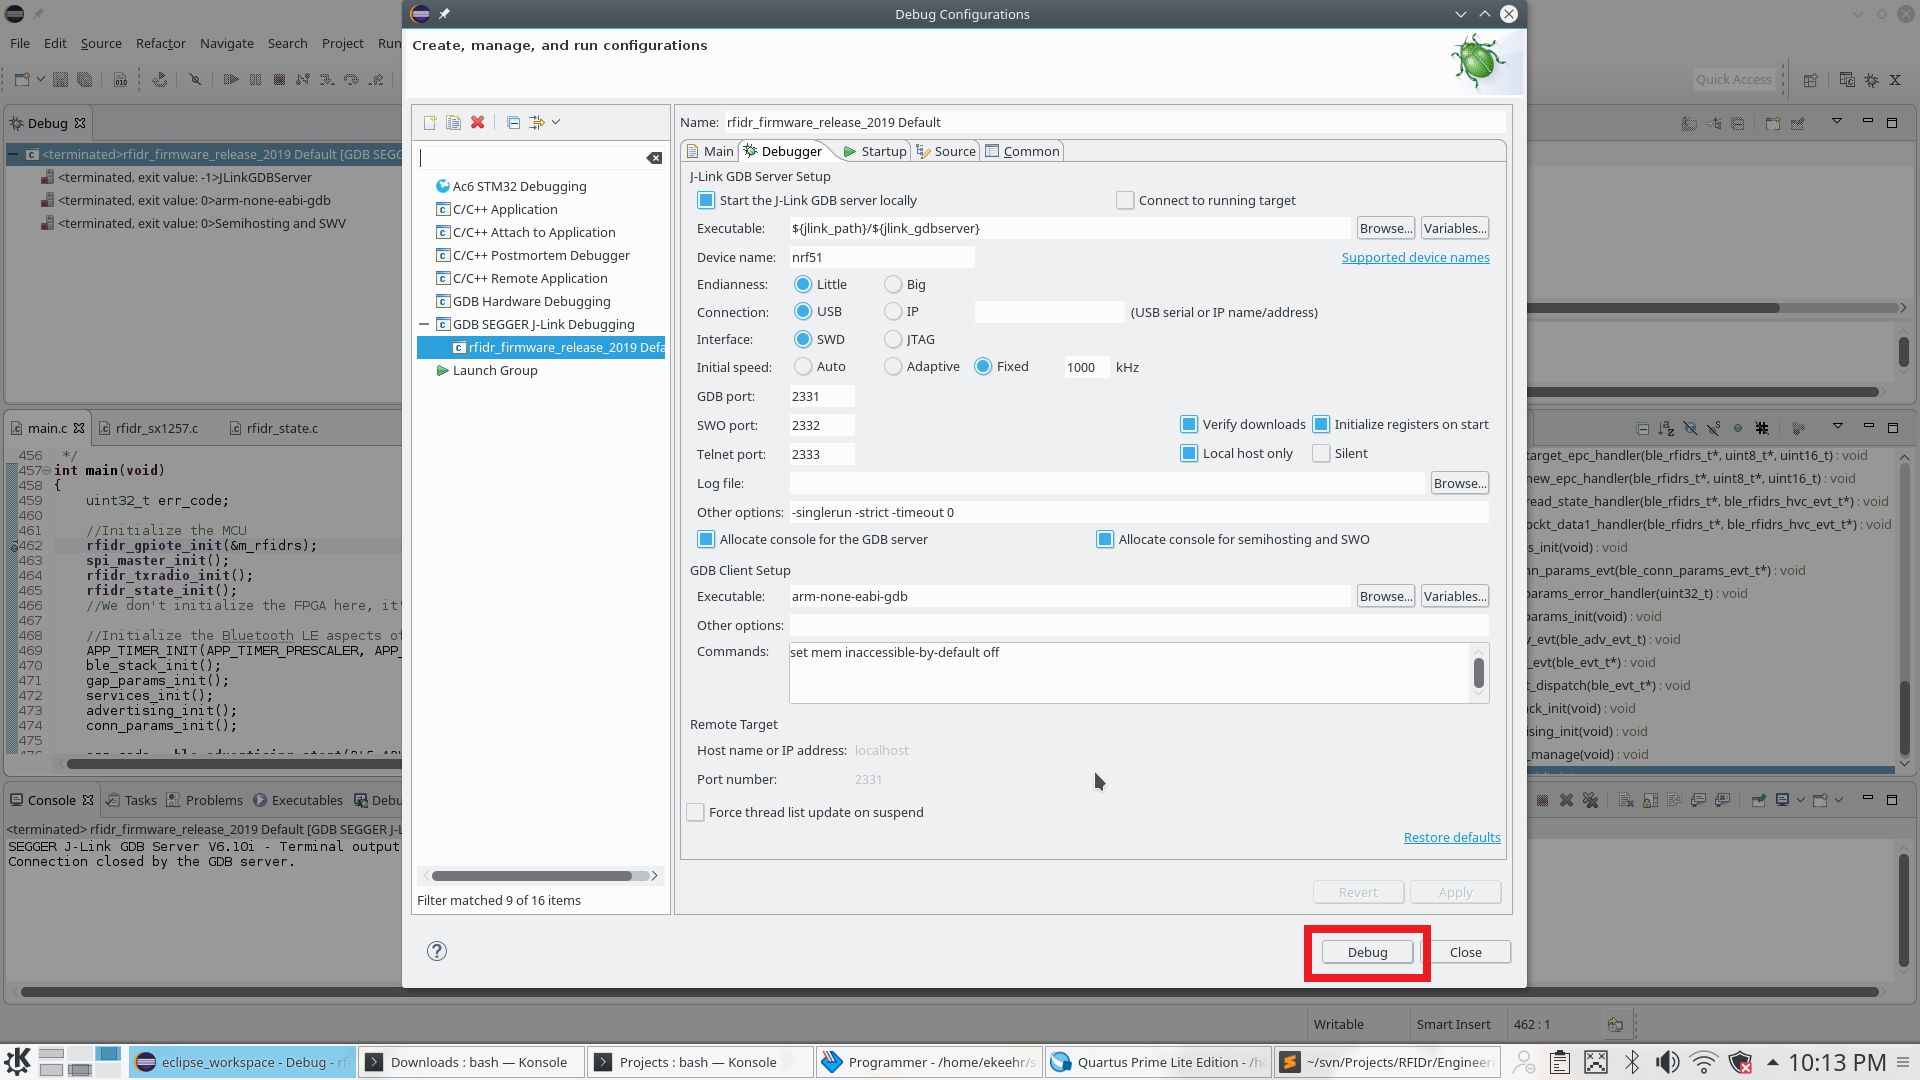 Debug Configurations
File Edit Source Refactor Navigate Search Project Run
Create, manage, and run configurations
Quick Access
Debug
<terminated>rfidr_firmware_release_2019 Default [GDB SEGG
<terminated, exit value: -1>JLinkGDBServer
<terminated, exit value: 0>arm-none-eabi-gdb
<terminated, exit value: 0>Semihosting and SWV
Ac6 STM32 Debugging
C/C++ Application
C/C++ Attach to Application
C/C++ Postmortem Debugger
C/C++ Remote Application
GDB Hardware Debugging
GDB SEGGER J-Link Debugging
rfidr_firmware_release_2019 Defa
Launch Group
Filter matched 9 of 16 items
Name: rfidr_firmware_release_2019 Default
Main Debugger Startup Source Common
J-Link GDB Server Setup
Start the J-Link GDB server locally Connect to running target
Executable: ${jlink_path}/${jlink_gdbserver} Browse... Variables...
Device name: nrf51 Supported device names
Endianness: Little Big
Connection: USB IP (USB serial or IP name/address)
Interface: SWD JTAG
Initial speed: Auto Adaptive Fixed 1000 kHz
GDB port: 2331
SWO port: 2332 Verify downloads Initialize registers on start
Telnet port: 2333 Local host only Silent
Log file: Browse...
Other options: -singlerun -strict -timeout 0
Allocate console for the GDB server Allocate console for semihosting and SWO
GDB Client Setup
Executable: arm-none-eabi-gdb Browse... Variables...
Other options:
Commands: set mem inaccessible-by-default off
Remote Target
Host name or IP address: localhost
Port number: 2331
Force thread list update on suspend
Restore defaults
Revert Apply
Debug Close
main.c rfidr_sx1257.c rfidr_state.c
456 */
457 int main(void)
458 {
459 uint32_t err_code;
460
461 //Initialize the MCU
462 rfidr_gpiote_init(&m_rfidrs);
463 spi_master_init();
464 rfidr_txradio_init();
465 rfidr_state_init();
466 //We don't initialize the FPGA here, it'
467
468 //Initialize the Bluetooth LE aspects of
469 APP_TIMER_INIT(APP_TIMER_PRESCALER, APP_
470 ble_stack_init();
471 gap_params_init();
472 services_init();
473 advertising_init();
474 conn_params_init();
475
target_epc_handler(ble_rfidrs_t*, uint8_t*, uint16_t) : void
new_epc_handler(ble_rfidrs_t*, uint8_t*, uint16_t) : void
read_state_handler(ble_rfidrs_t*, ble_rfidrs_hvc_evt_t*) : void
ockt_data1_handler(ble_rfidrs_t*, ble_rfidrs_hvc_evt_t*) : void
s_init(void) : void
nn_params_evt(ble_conn_params_evt_t*) : void
params_error_handler(uint32_t) : void
params_init(void) : void
v_evt(ble_adv_evt_t) : void
_evt(ble_evt_t*) : void
t_dispatch(ble_evt_t*) : void
ck_init(void) : void
ising_init(void) : void
_manage(void) : void
Console Tasks Problems Executables Debu
<terminated> rfidr_firmware_release_2019 Default [GDB SEGGER J-L
SEGGER J-Link GDB Server V6.10i - Terminal output
Connection closed by the GDB server.
Writable Smart Insert 462 : 1
eclipse_workspace - Debug - rf Downloads : bash — Konsole Projects : bash — Konsole Programmer - /home/ekeehr/s Quartus Prime Lite Edition - /h ~/svn/Projects/RFIDr/Engineeri 10:13 PM